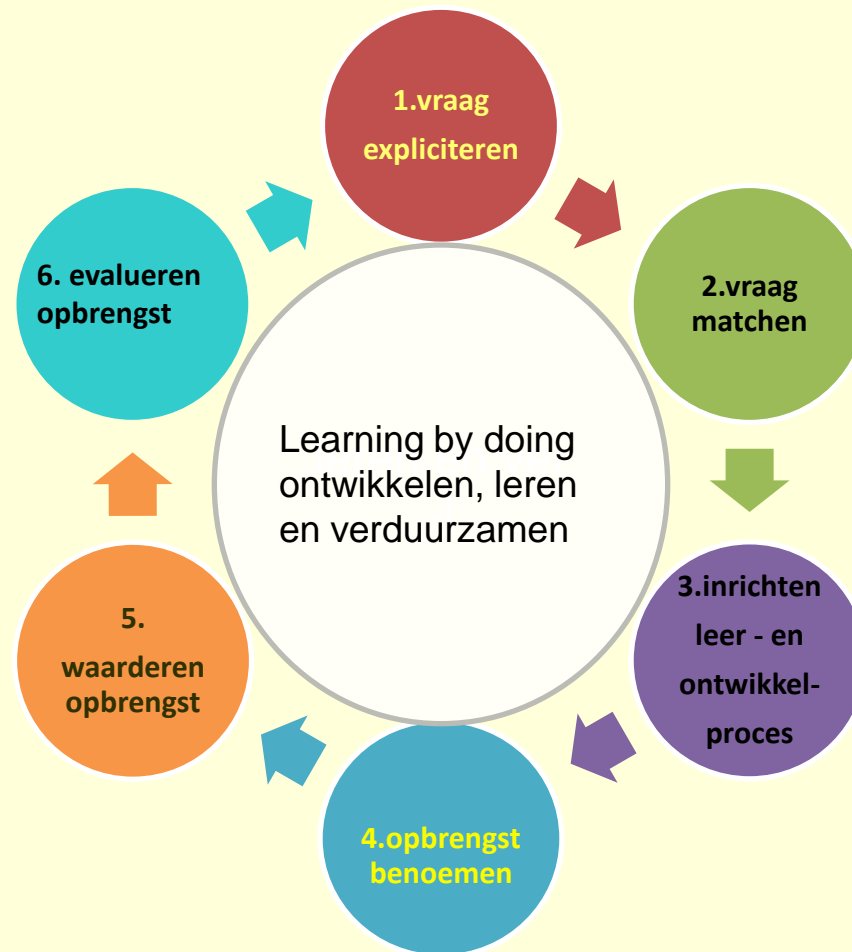 1.vraag
expliciteren
2.vraag
matchen
3.inrichten
leer - en
ontwikkel-
proces
4.opbrengst
benoemen
5.
waarderen
opbrengst
6. evalueren
opbrengst
Learning by doing
ontwikkelen, leren
en verduurzamen